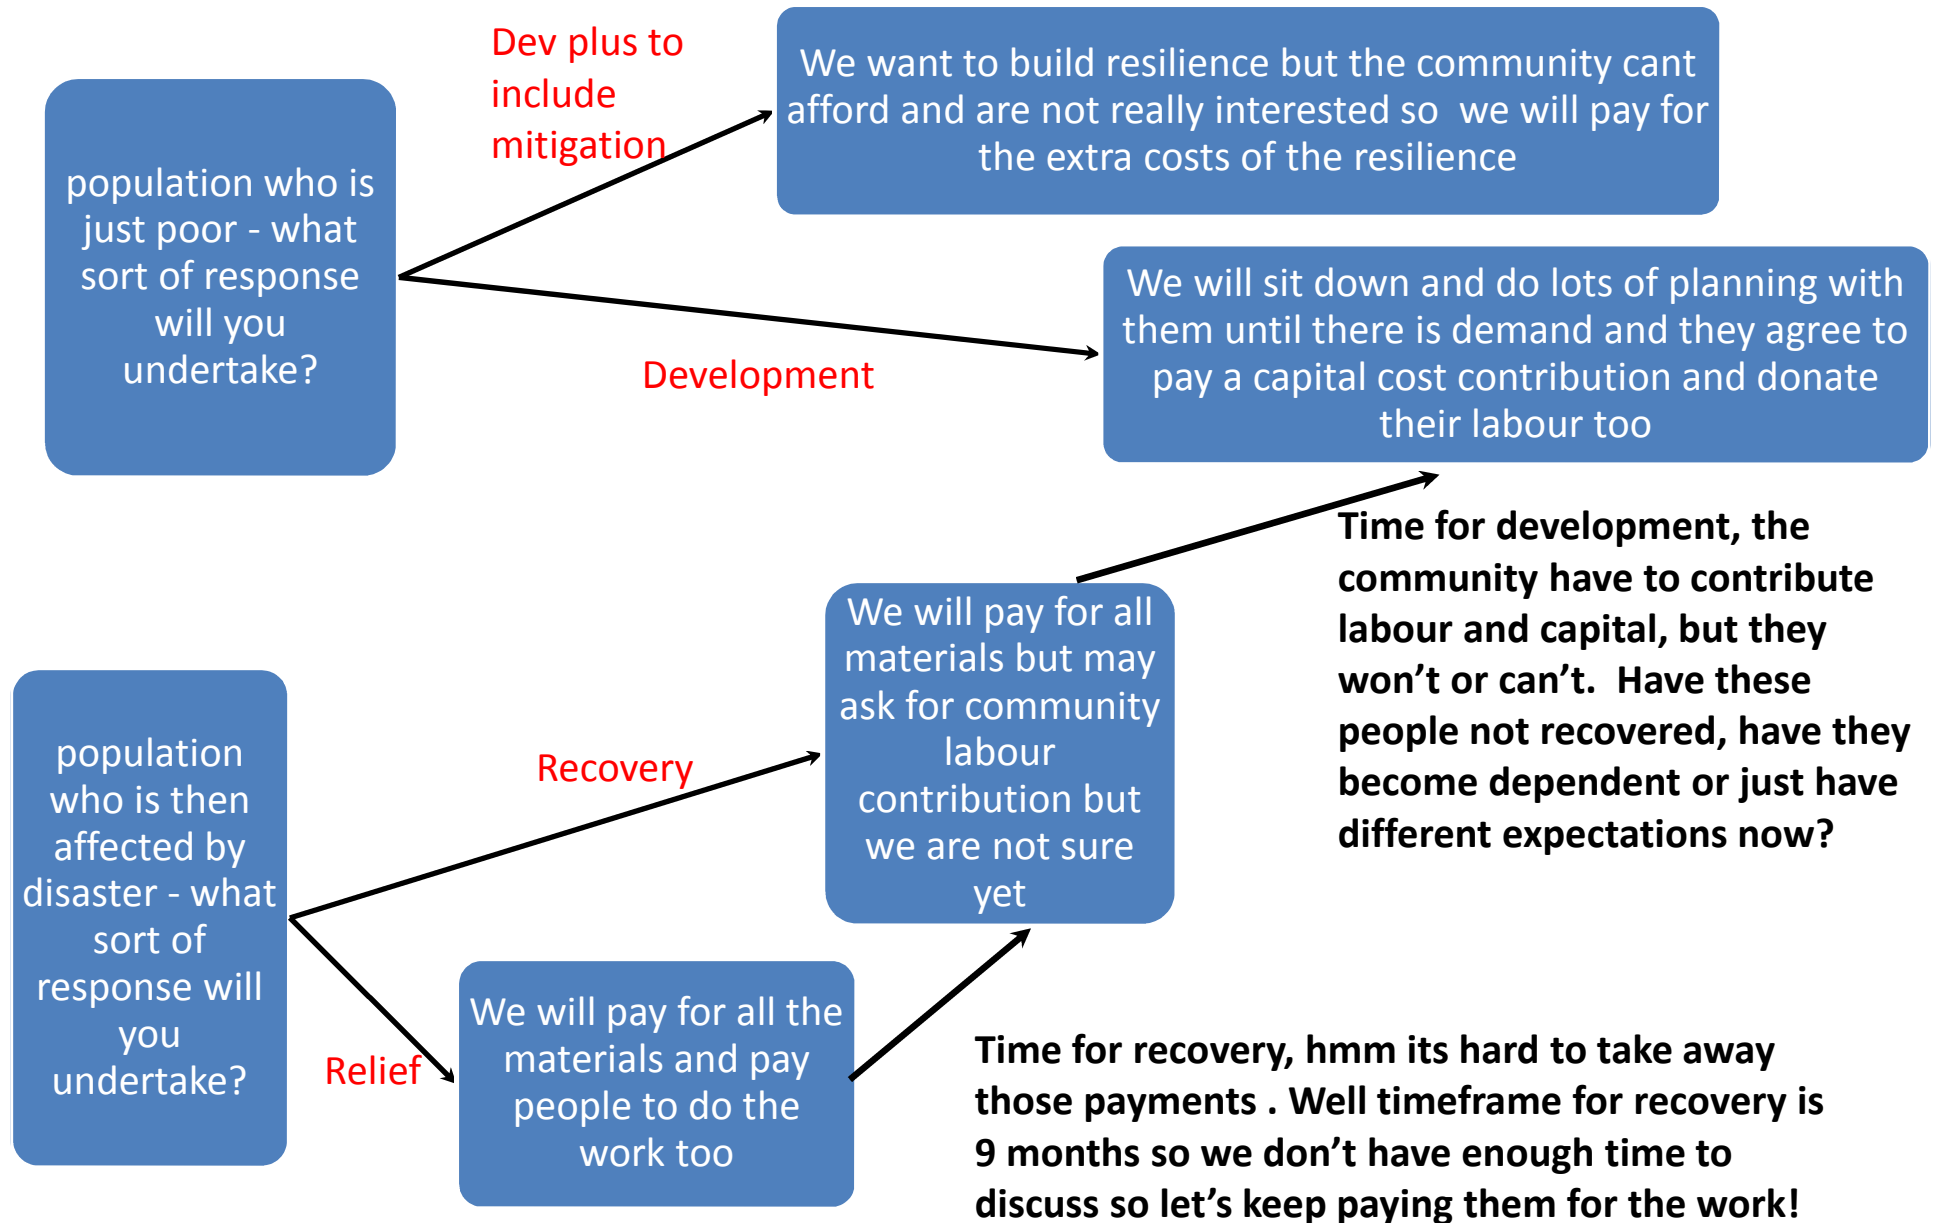 Dev plus to
include
mitigation
We want to build resilience but the community cant
afford and are not really interested so  we will pay for
the extra costs of the resilience
population who is
just poor - what
sort of response
will you
undertake?
We will sit down and do lots of planning with
them until there is demand and they agree to
pay a capital cost contribution and donate
their labour too
Development
Time for development, the
community have to contribute
labour and capital, but they
won’t or can’t.  Have these
people not recovered, have they
become dependent or just have
different expectations now?
We will pay for all
materials but may
ask for community
labour
contribution but
we are not sure
yet
Recovery
population
who is then
affected by
disaster - what
sort of
response will
you
undertake?
Relief
We will pay for all the
materials and pay
people to do the
work too
Time for recovery, hmm its hard to take away
those payments . Well timeframe for recovery is
9 months so we don’t have enough time to
discuss so let’s keep paying them for the work!